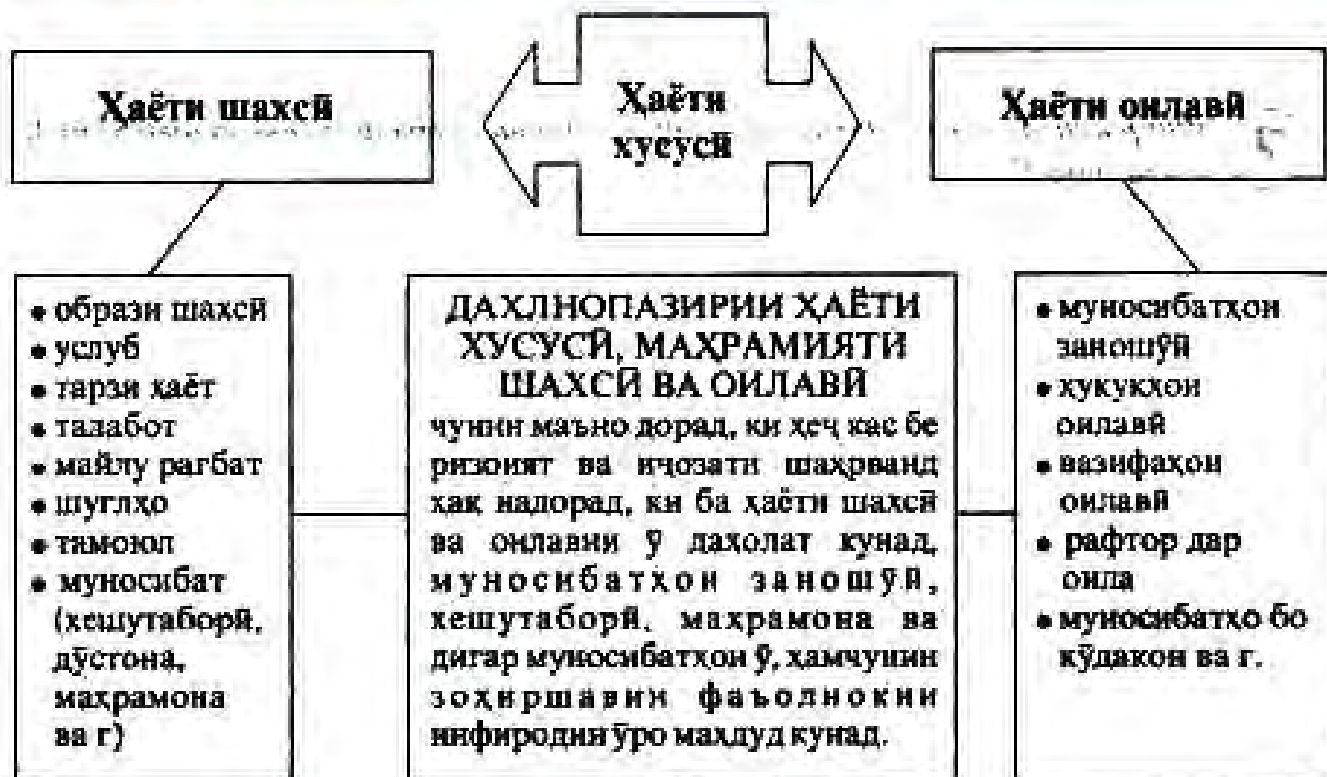 Ҳаёти шахсӣ
Ҳаёти
хусусӣ
Ҳаёти оилавӣ
• образи шахсӣ
• услуб
• тарзи ҳаёт
• талабот
• майлу рағбат
• шуғлҳо
• тамоюл
• муносибат
(хешутаборӣ,
дӯстона,
маҳрамона
ва г)
ДАХЛНОПАЗИРИИ ҲАЁТИ
ХУСУСӢ, МАҲРАМИЯТИ
ШАХСӢ ВА ОИЛАВӢ
чунин маъно дорад, ки ҳеҷ кас бе
ризоият ва иҷозати шаҳрванд
ҳақ надорад, ки ба ҳаёти шахсӣ
ва оилавии ӯ дахолат кунад,
муносибатҳои заношӯӣ,
хешутаборӣ, маҳрамона ва
дигар муносибатҳои ӯ, ҳамчунин
зоҳиршавии фаъолнокии
инфиродии ӯро маҳдуд кунад.
• муносибатҳои
заношӯӣ
• ҳуқуқҳои
оилавӣ
• вазифаҳои
оилавӣ
• рафтор дар
оила
• муносибатҳо бо
кӯдакон ва г.